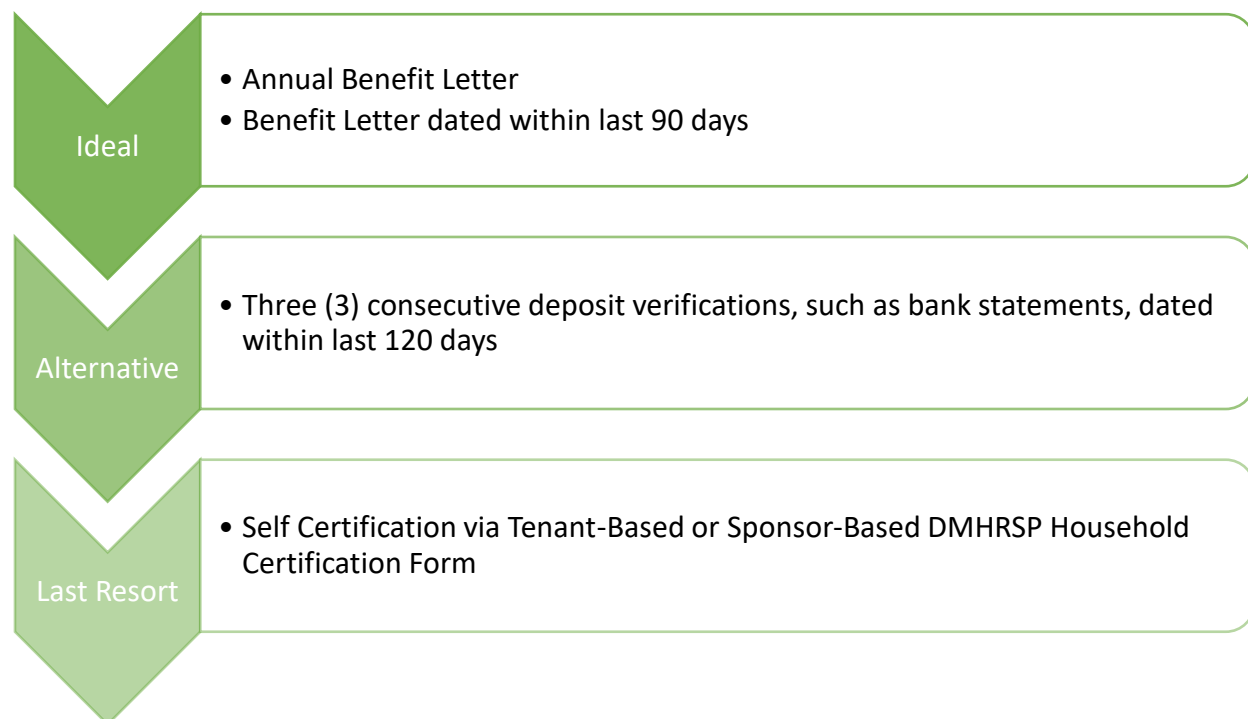 Ideal
• Annual Benefit Letter
• Benefit Letter dated within last 90 days
Alternative
• Three (3) consecutive deposit verifications, such as bank statements, dated
within last 120 days
Last Resort
• Self Certification via Tenant-Based or Sponsor-Based DMHRSP Household
Certification Form